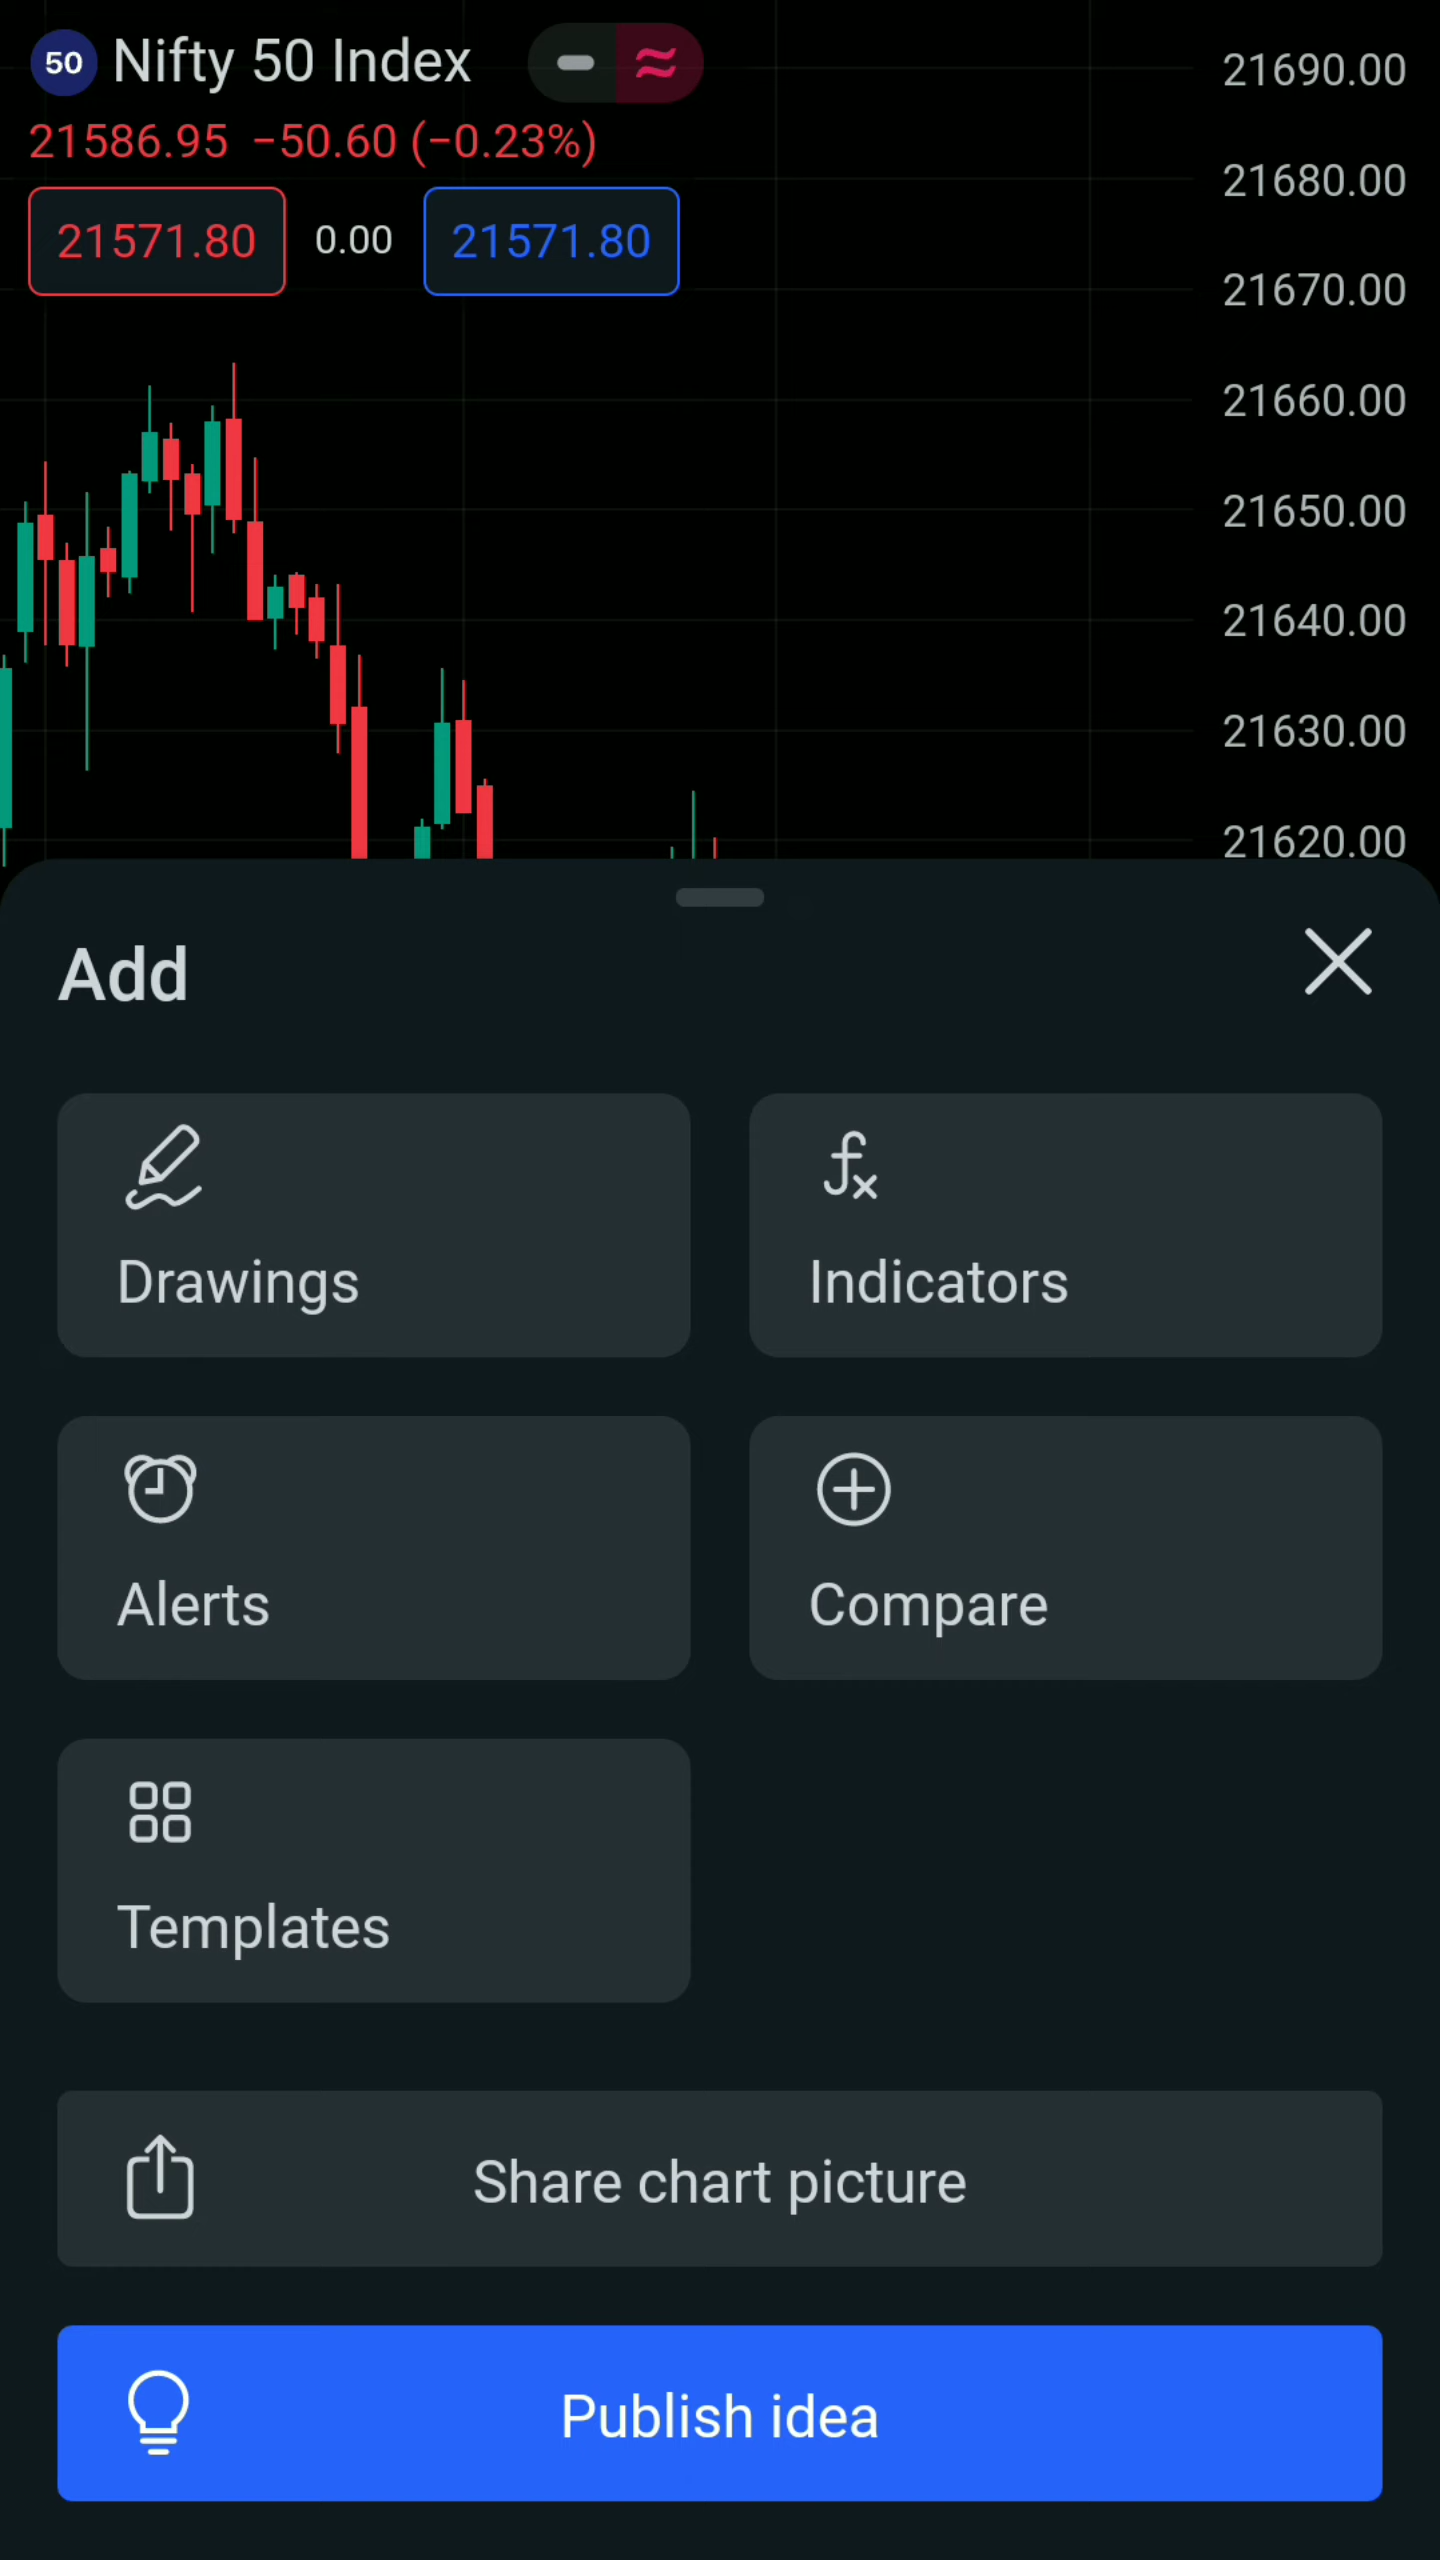 50 Nifty 50 Index
21586.95 −50.60 (−0.23%)
21571.80 0.00 21571.80
21690.00
21680.00
21670.00
21660.00
21650.00
21640.00
21630.00
21620.00
Add
Drawings
Indicators
Alerts
Compare
Templates
Share chart picture
Publish idea